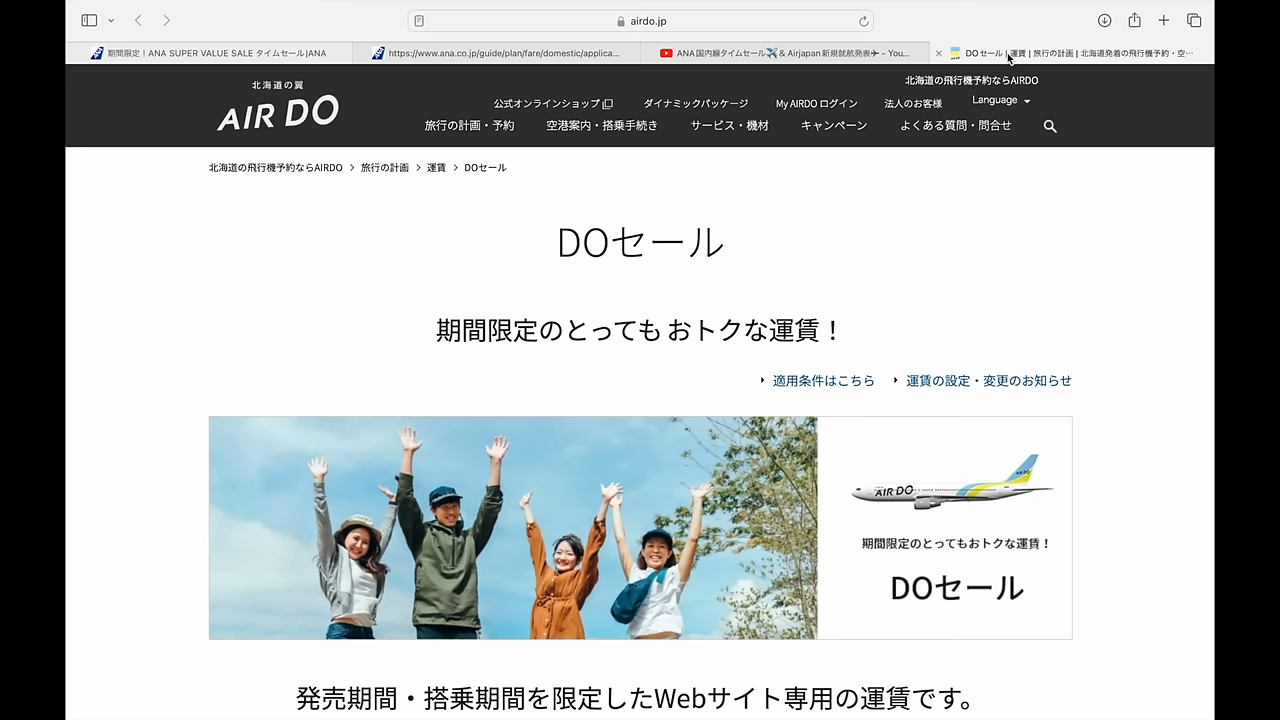 airdo.jp
期間限定！ANA SUPER VALUE SALE タイムセール|ANA
https://www.ana.co.jp/guide/plan/fare/domestic/applica...
ANA国内線タイムセール✈️& Airjapan新規就航発表✈ - You...
DOセール | 運賃 | 旅行の計画 | 北海道発着の飛行機予約・空…
北海道の翼
AIR DO
北海道の飛行機予約ならAIRDO
公式オンラインショップ
ダイナミックパッケージ
My AIRDO ログイン
法人のお客様
Language
旅行の計画・予約
空港案内・搭乗手続き
サービス・機材
キャンペーン
よくある質問・問合せ
北海道の飛行機予約ならAIRDO > 旅行の計画 > 運賃 > DOセール
DOセール
期間限定のとってもおトクな運賃！
適用条件はこちら
運賃の設定・変更のお知らせ
AIR DO
AIR DO
期間限定のとってもおトクな運賃！
DOセール
発売期間・搭乗期間を限定したWebサイト専用の運賃です。